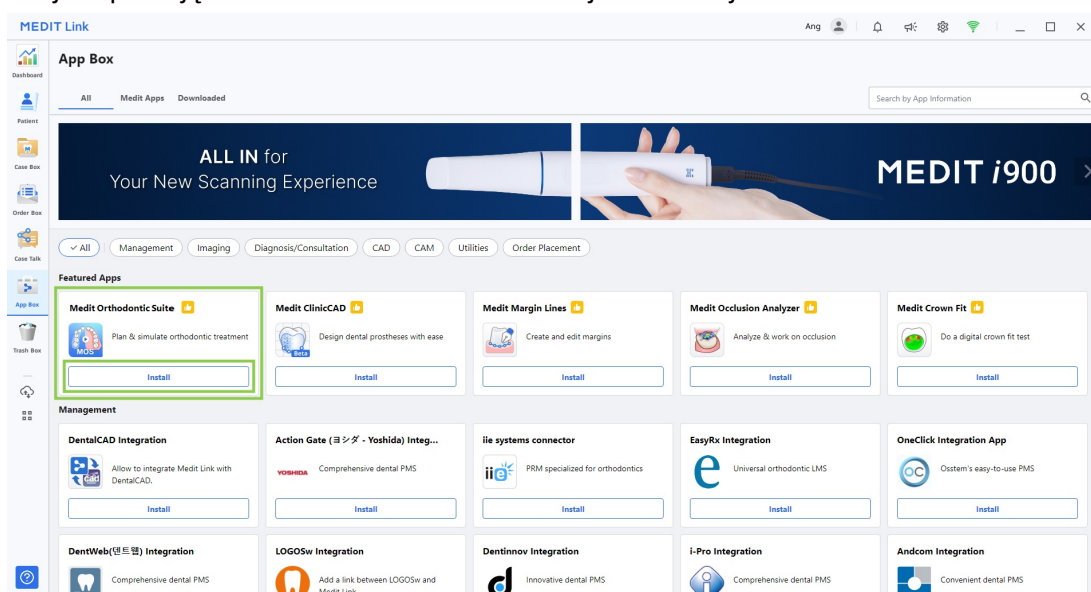 MEDIT Link
Ang
Dashboard
Patient
Case Box
Order Box
Case Talk
App Box
Trash Box
App Box
All Medit Apps Downloaded
Search by App Information
ALL IN for
Your New Scanning Experience
MEDIT i900
All Management Imaging Diagnosis/Consultation CAD CAM Utilities Order Placement
Featured Apps
Medit Orthodontic Suite
MOS
Plan & simulate orthodontic treatment
Install
Medit ClinicCAD
Beta
Design dental prostheses with ease
Install
Medit Margin Lines
Create and edit margins
Install
Medit Occlusion Analyzer
Analyze & work on occlusion
Install
Medit Crown Fit
Do a digital crown fit test
Install
Management
DentalCAD Integration
cad
Allow to integrate Medit Link with
DentalCAD.
Install
Action Gate (ヨシダ - Yoshida) Integ...
YOSHIDA
Comprehensive dental PMS
Install
iie systems connector
iie
PRM specialized for orthodontics
Install
EasyRx Integration
e
Universal orthodontic LMS
Install
OneClick Integration App
OC
Osstem's easy-to-use PMS
Install
DentWeb(덴트웹) Integration
Comprehensive dental PMS
LOGOSw Integration
Add a link between LOGOSw and
Medit Link
Dentinnov Integration
d
Innovative dental PMS
i-Pro Integration
i
Comprehensive dental PMS
Andcom Integration
Convenient dental PMS